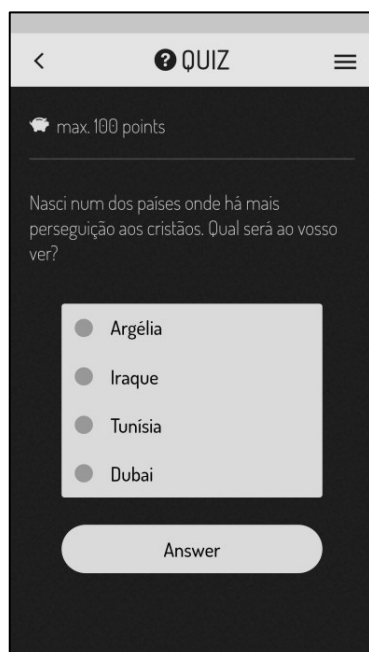 QUIZ
max. 100 points
Nasci num dos países onde há mais
perseguição aos cristãos. Qual será ao vosso
ver?
Argélia
Iraque
Tunísia
Dubai
Answer